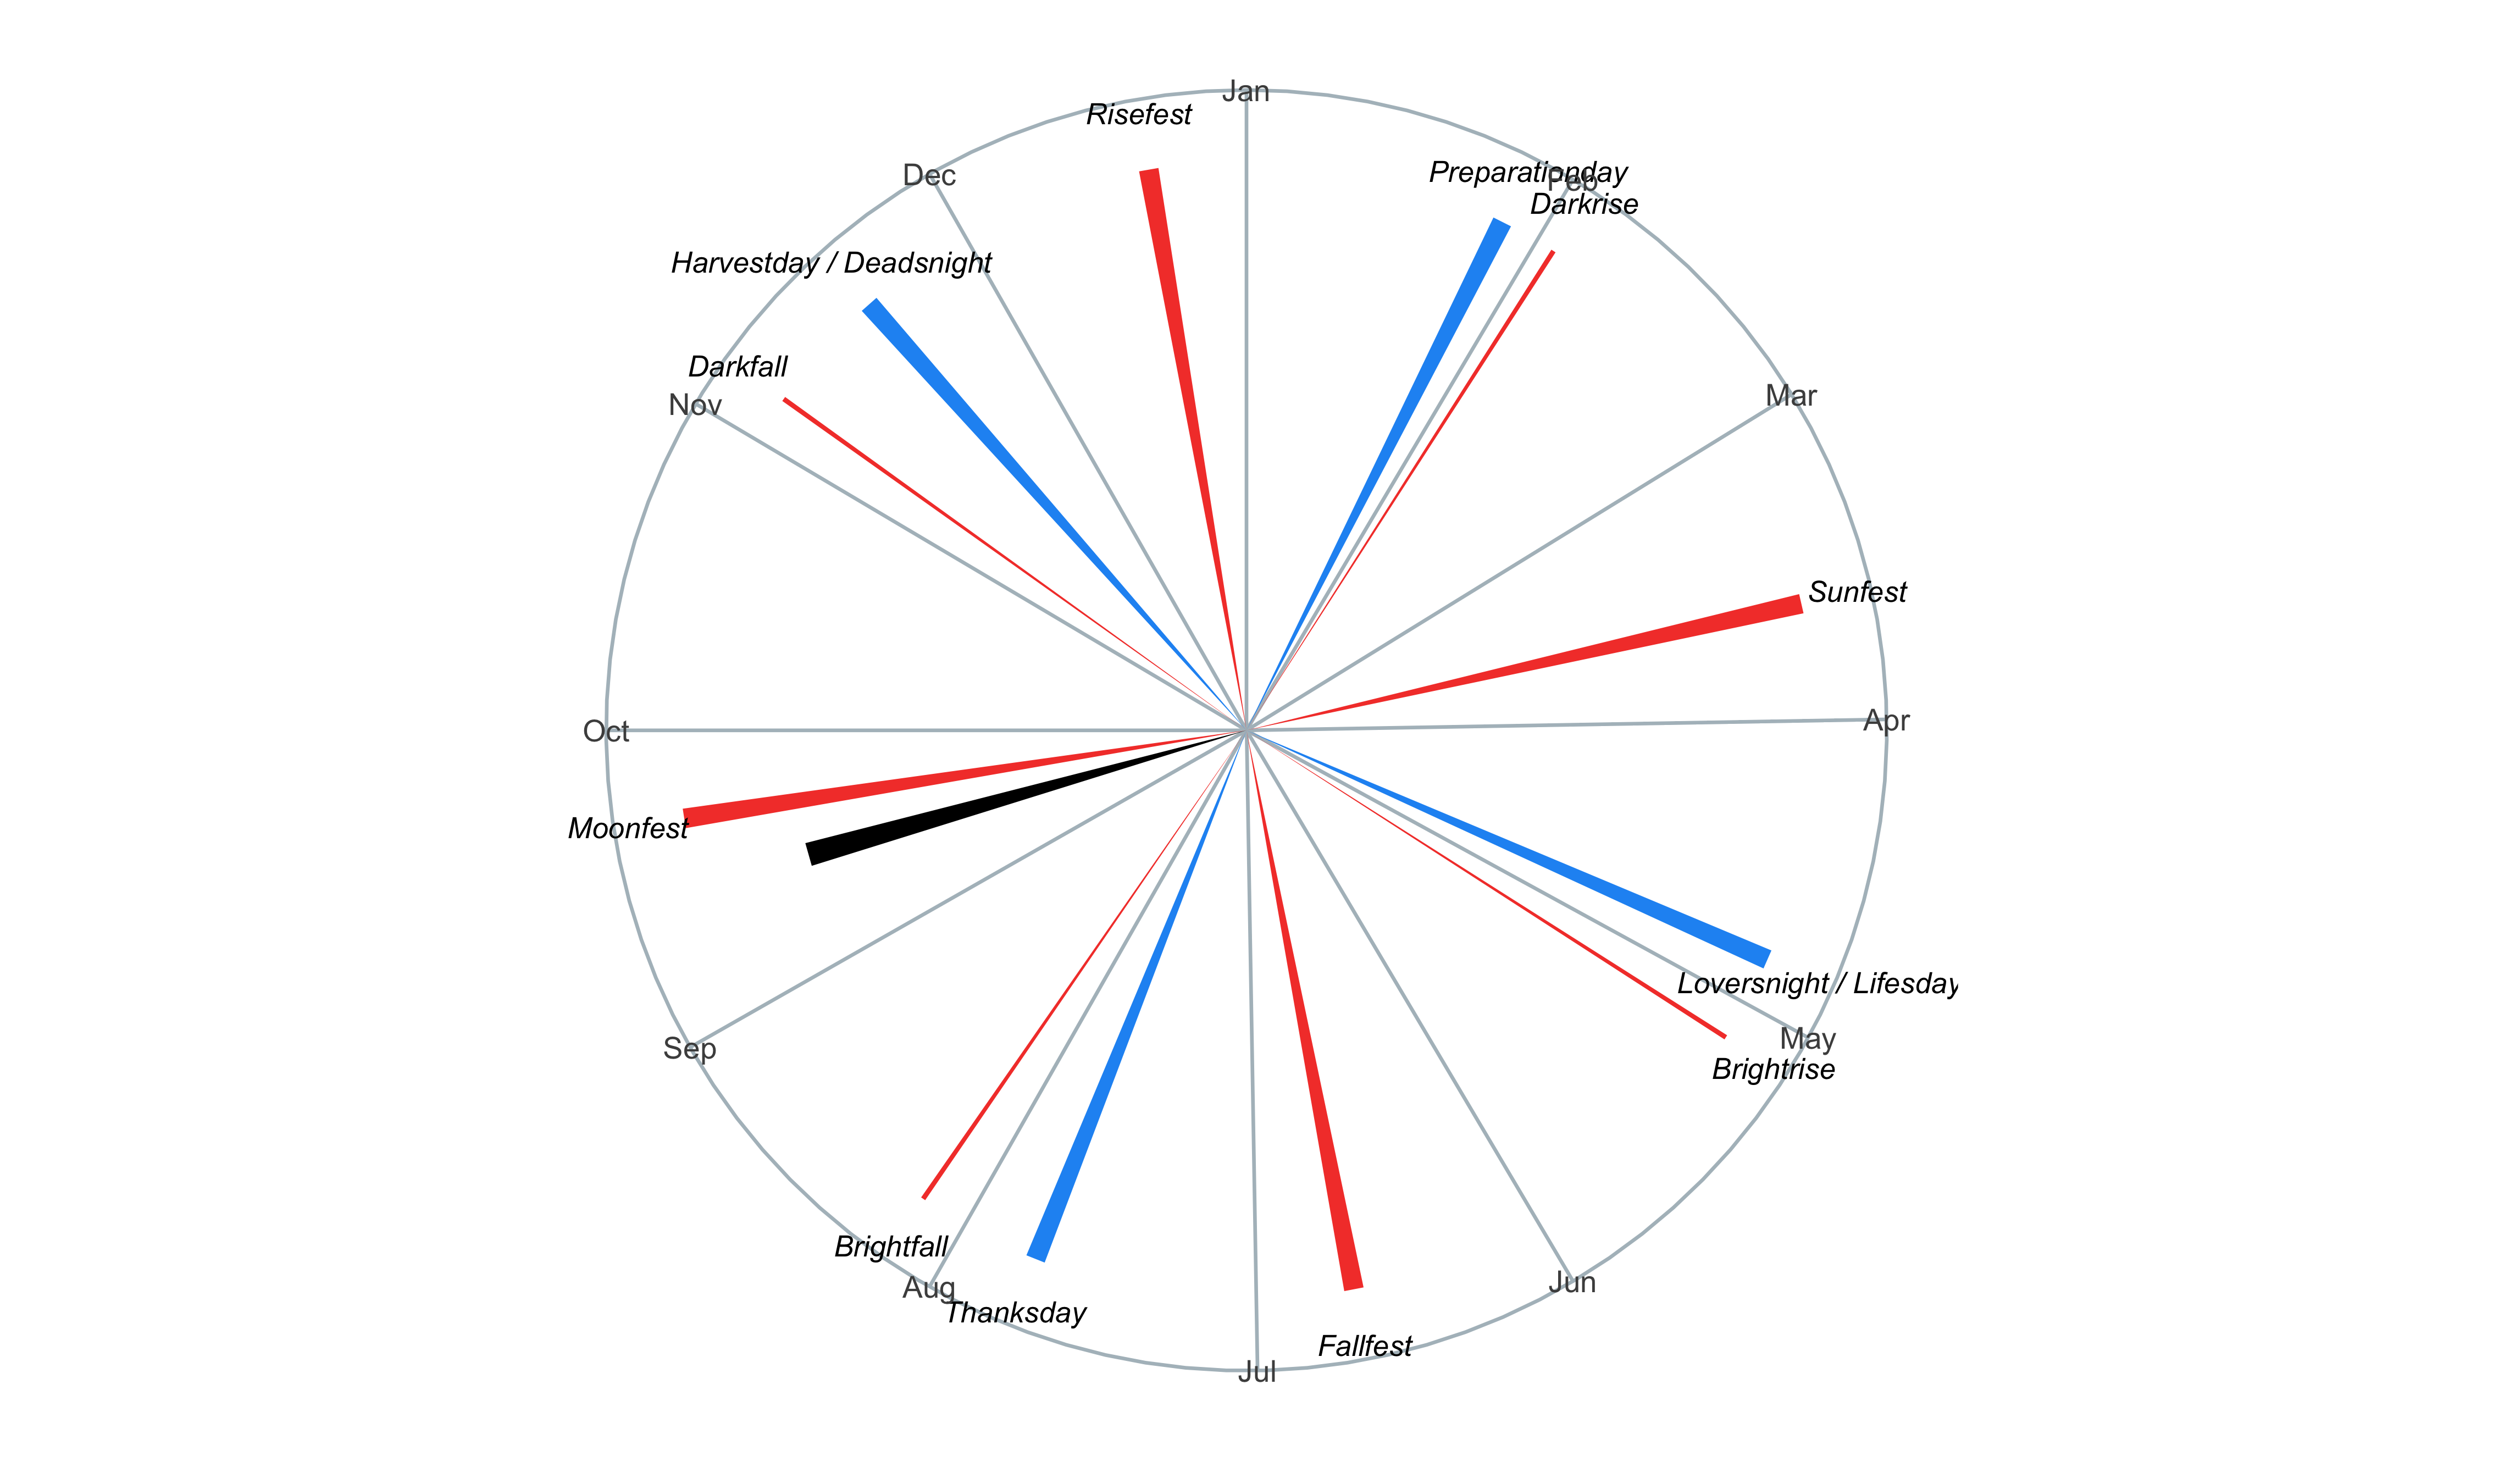 Jan
Risefest
Preparationday
Feb
Dec
Darkrise
Harvestday / Deadsnight
Darkfall
Nov
Mar
Sunfest
Apr
Oct
Moonfest
Loversnight / Lifesday
May
Sep
Brightrise
Brightfall
Aug
Jun
Thanksday
Fallfest
Jul